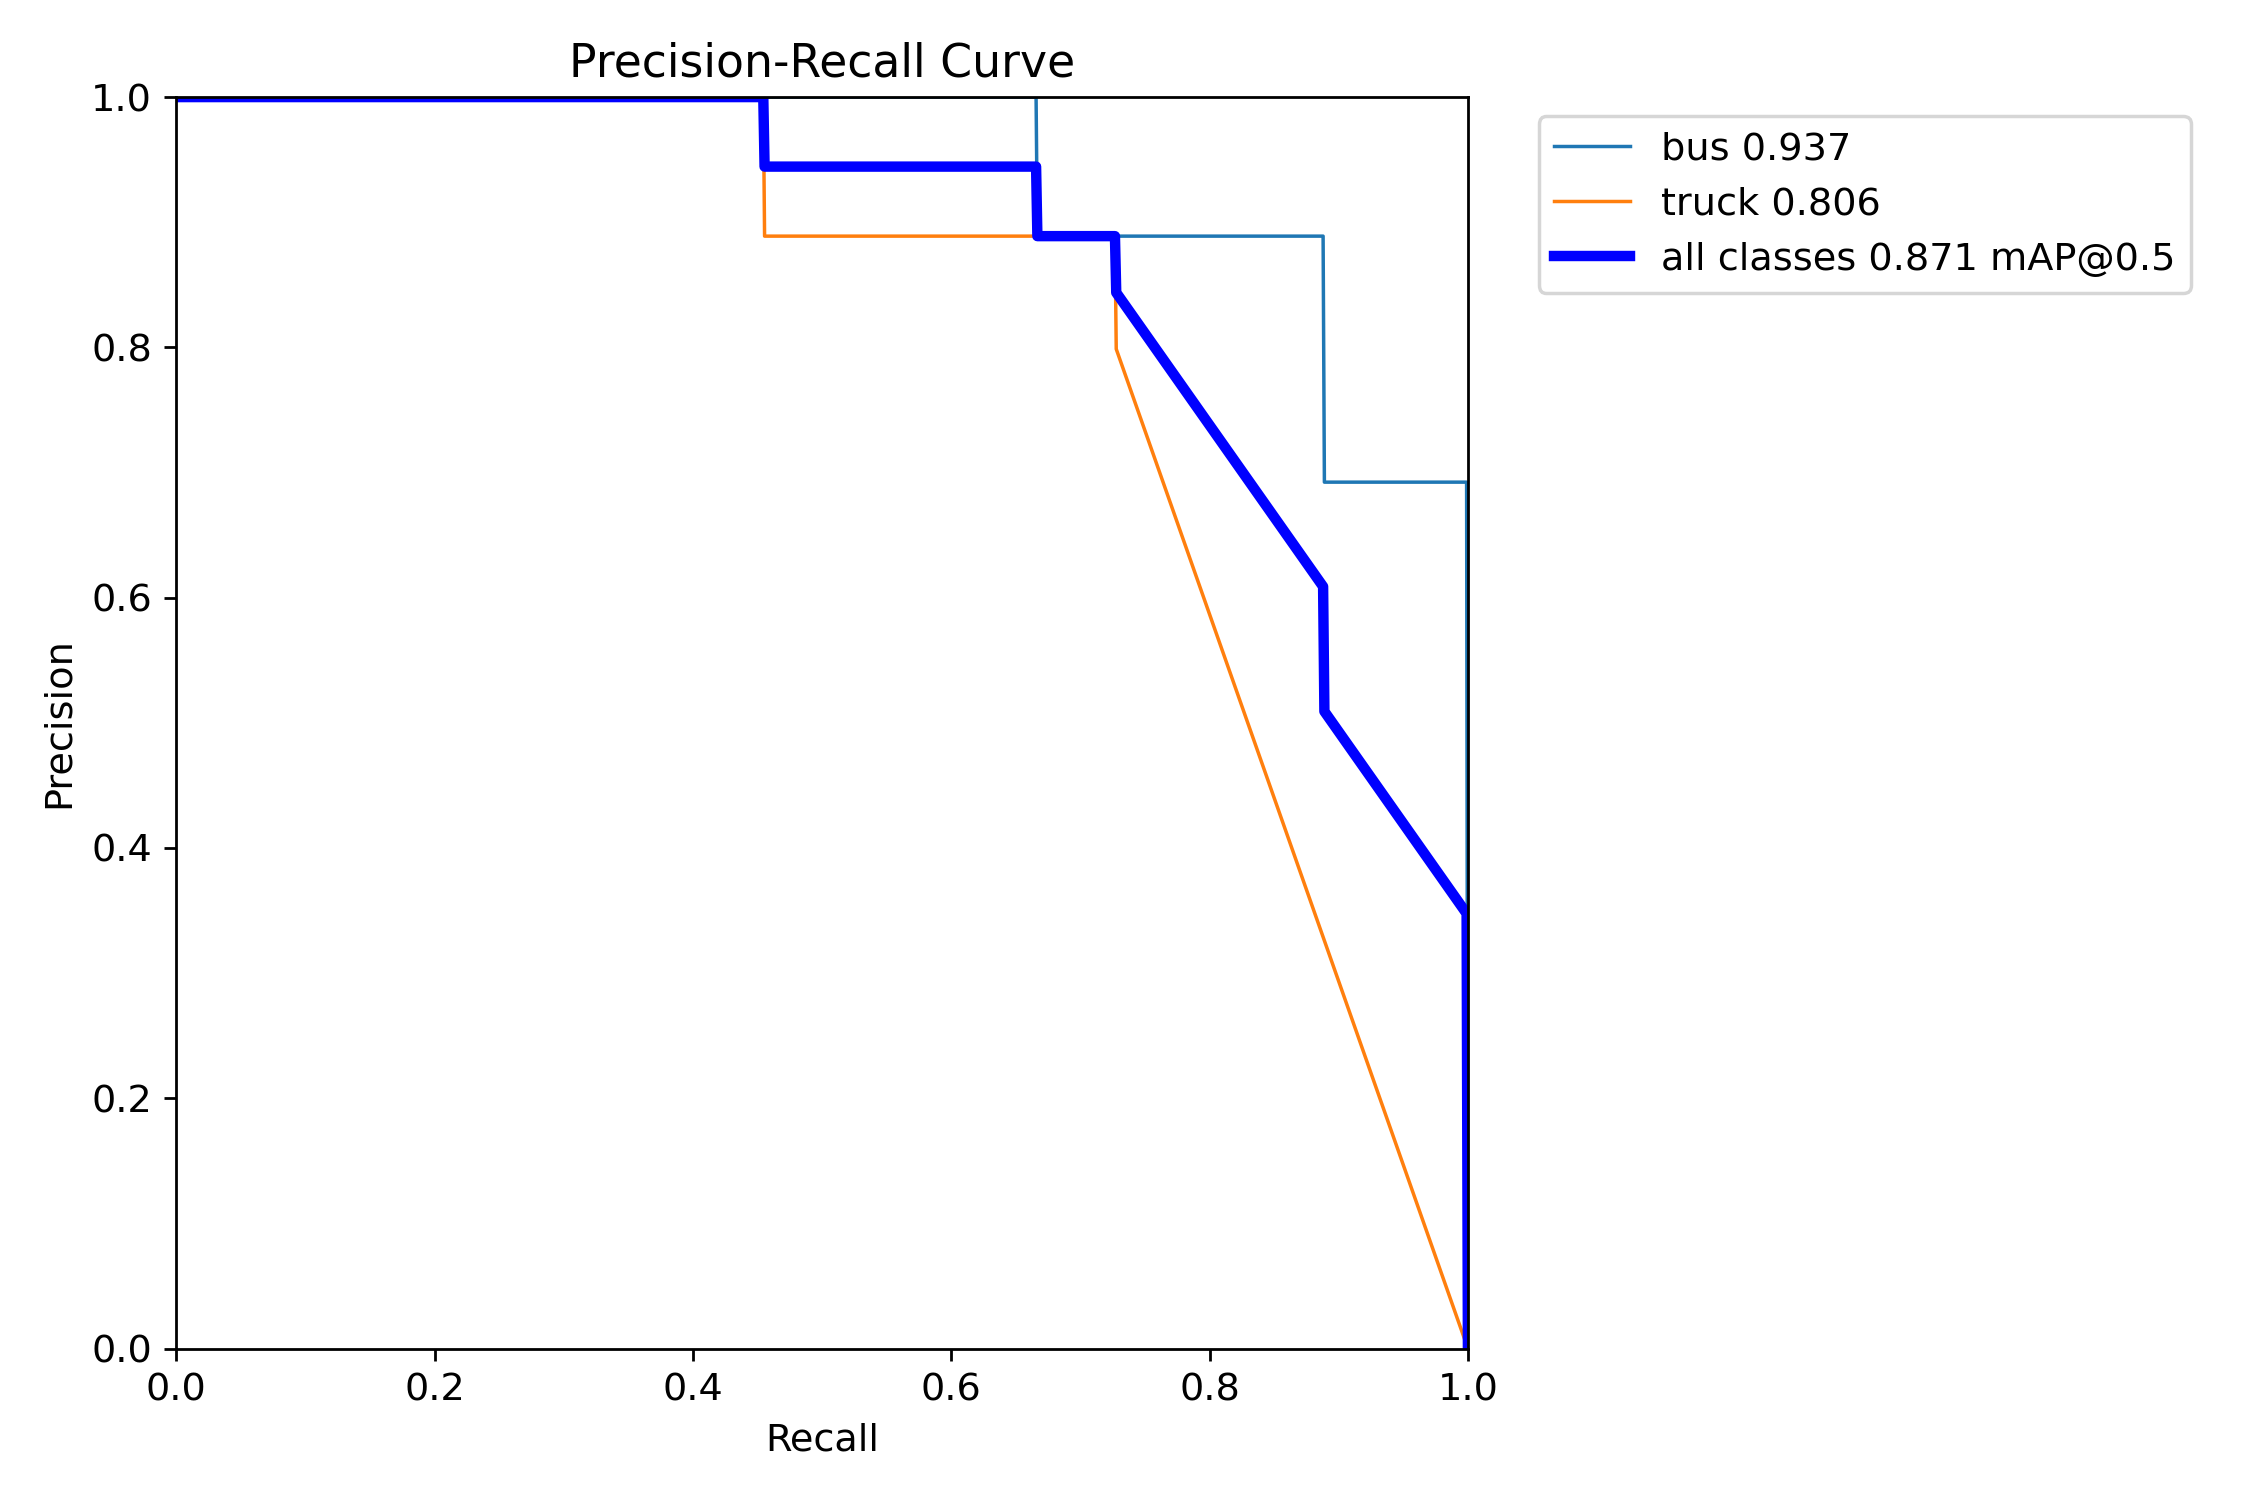 Precision-Recall Curve
bus 0.937
truck 0.806
all classes 0.871 mAP@0.5
Precision
1.0
0.8
0.6
0.4
0.2
0.0
0.0 0.2 0.4 0.6 0.8 1.0
Recall